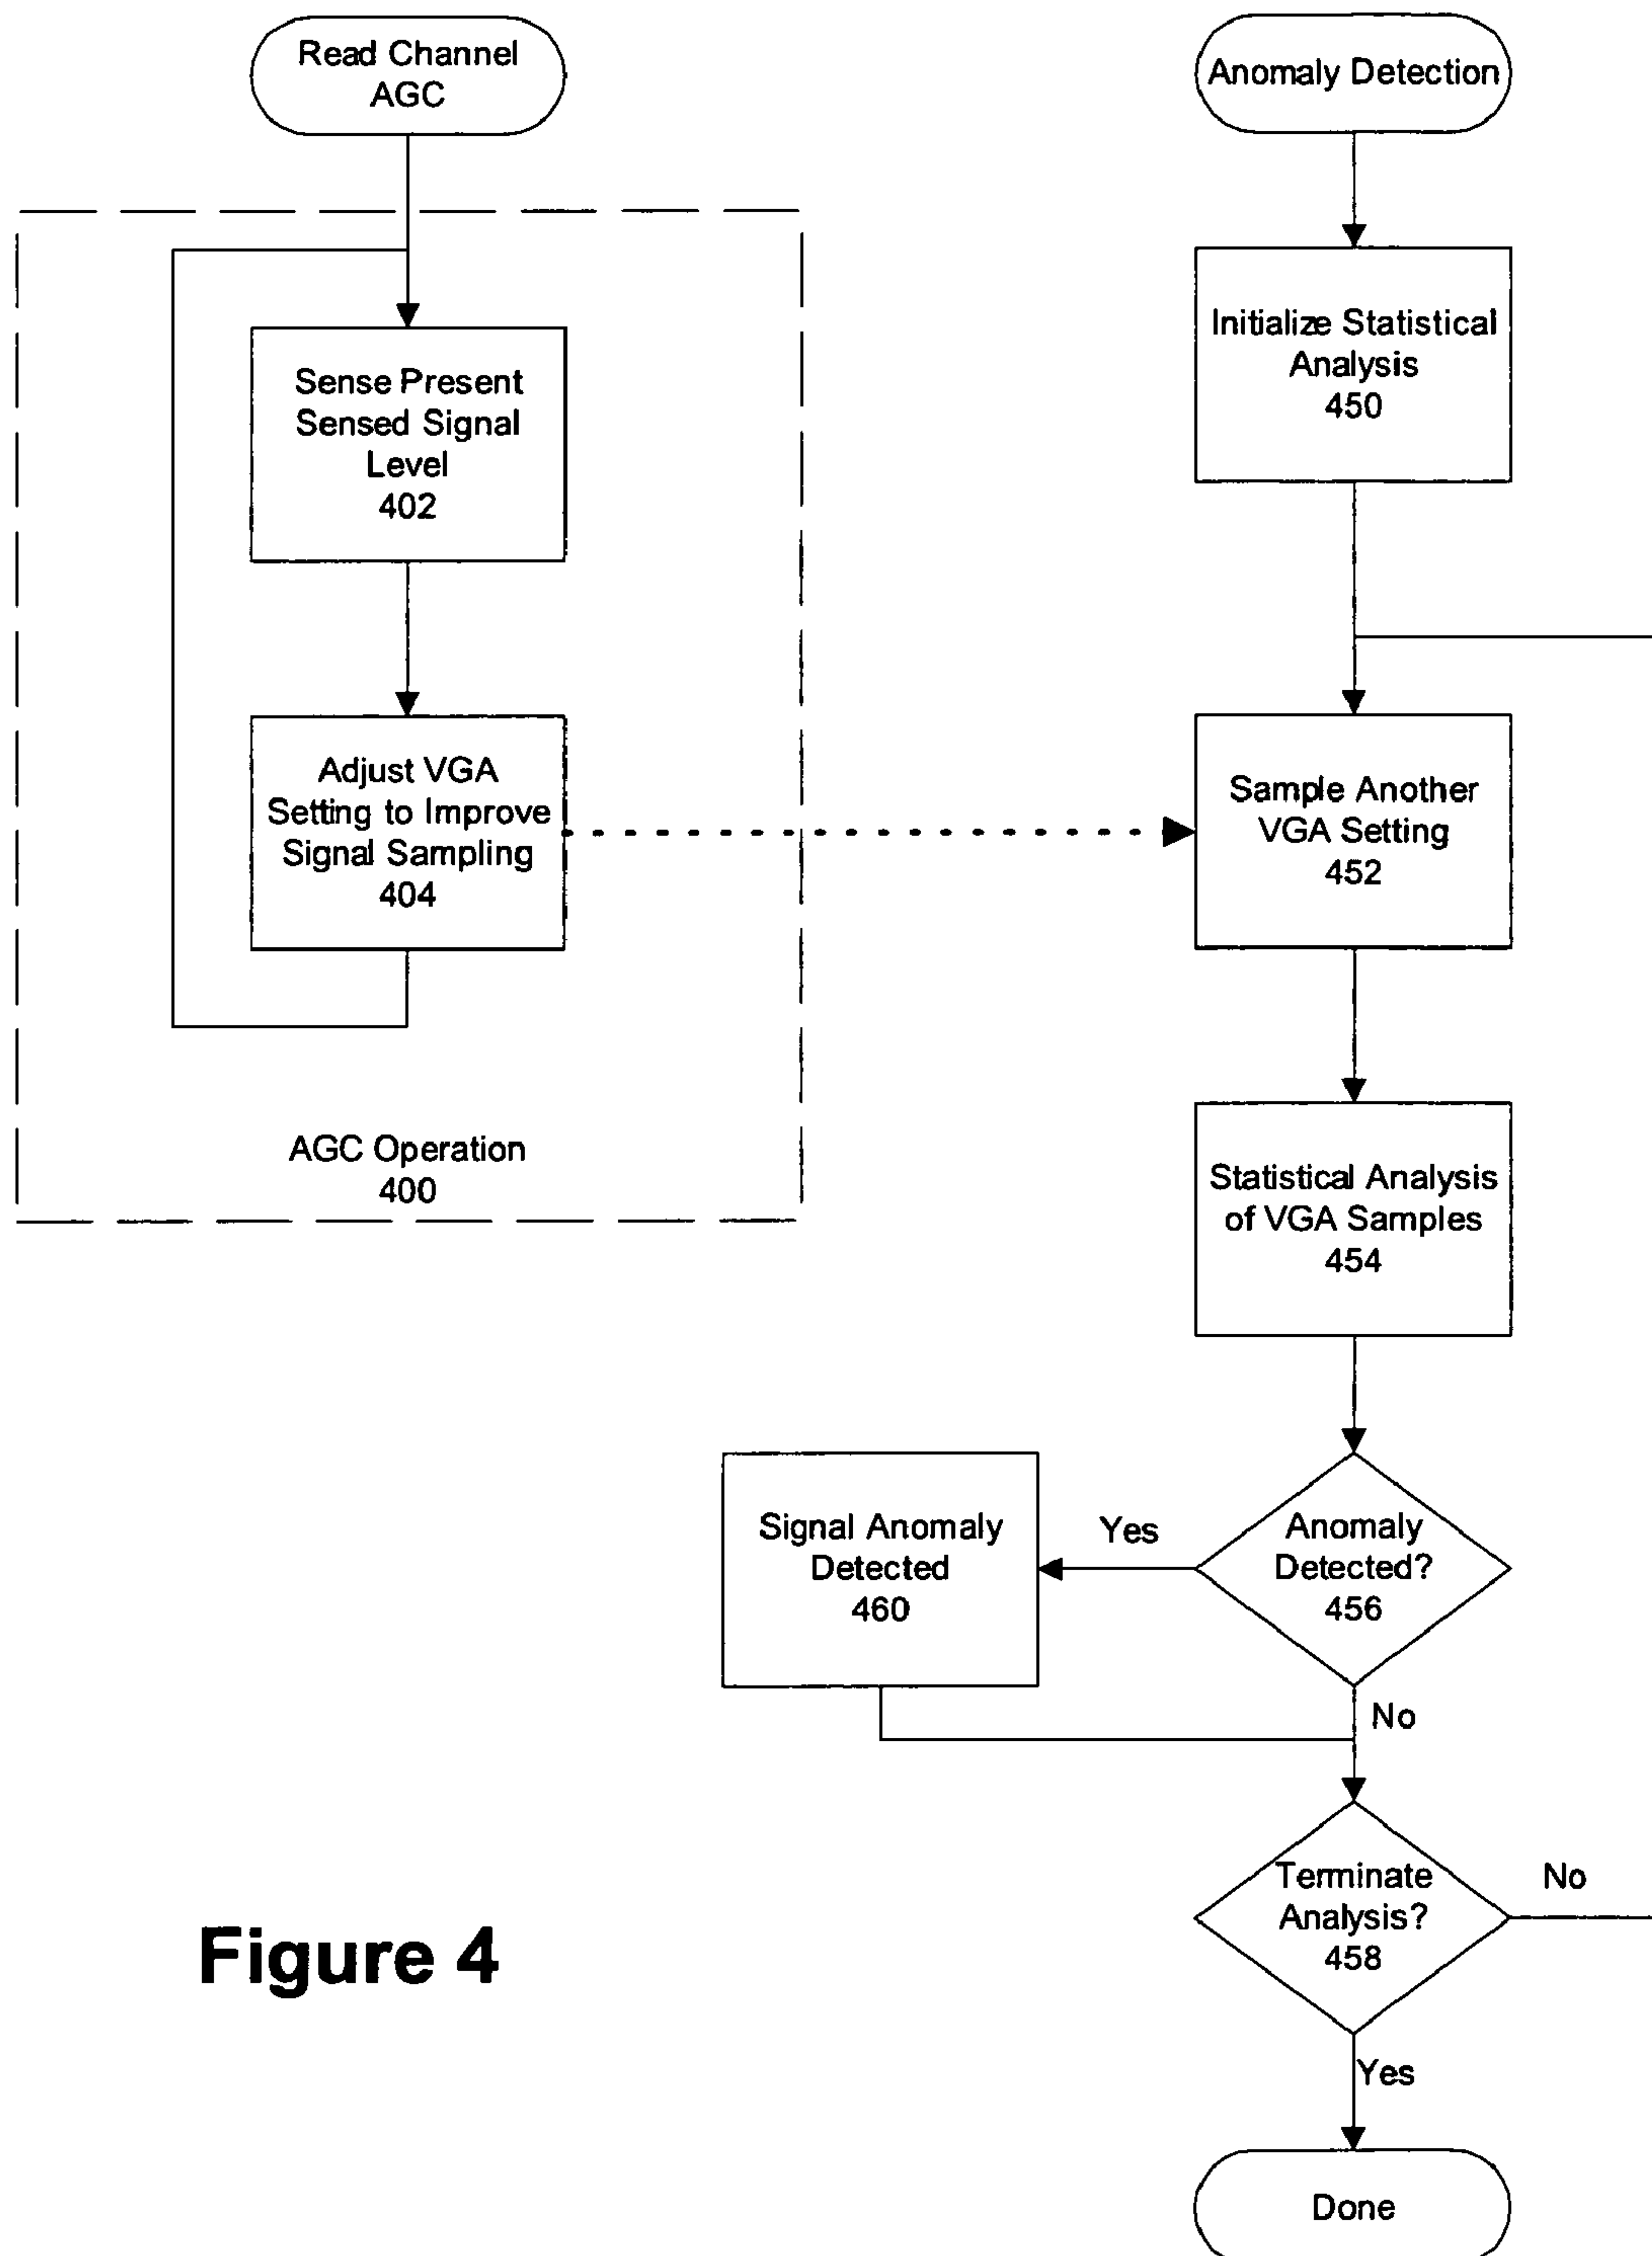 Read Channel
AGC
Sense Present
Sensed Signal
Level
402
Adjust VGA
Setting to Improve
Signal Sampling
404
AGC Operation
400
Anomaly Detection
Initialize Statistical
Analysis
450
Sample Another
VGA Setting
452
Statistical Analysis
of VGA Samples
454
Anomaly
Detected?
456
Yes
Signal Anomaly
Detected
460
No
Terminate
Analysis?
458
No
Yes
Done
Figure 4